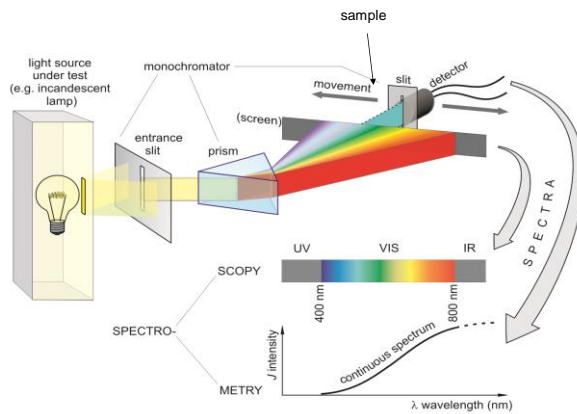 sample
light source
under test
(e.g. incandescent
lamp)
monochromator
slit
detector
movement
(screen)
entrance
slit
prism
SPECTRA
UV VIS IR
SCOPY
400 nm
800 nm
SPECTRO-
J intensity
continuous spectrum
METRY
λ wavelength (nm)